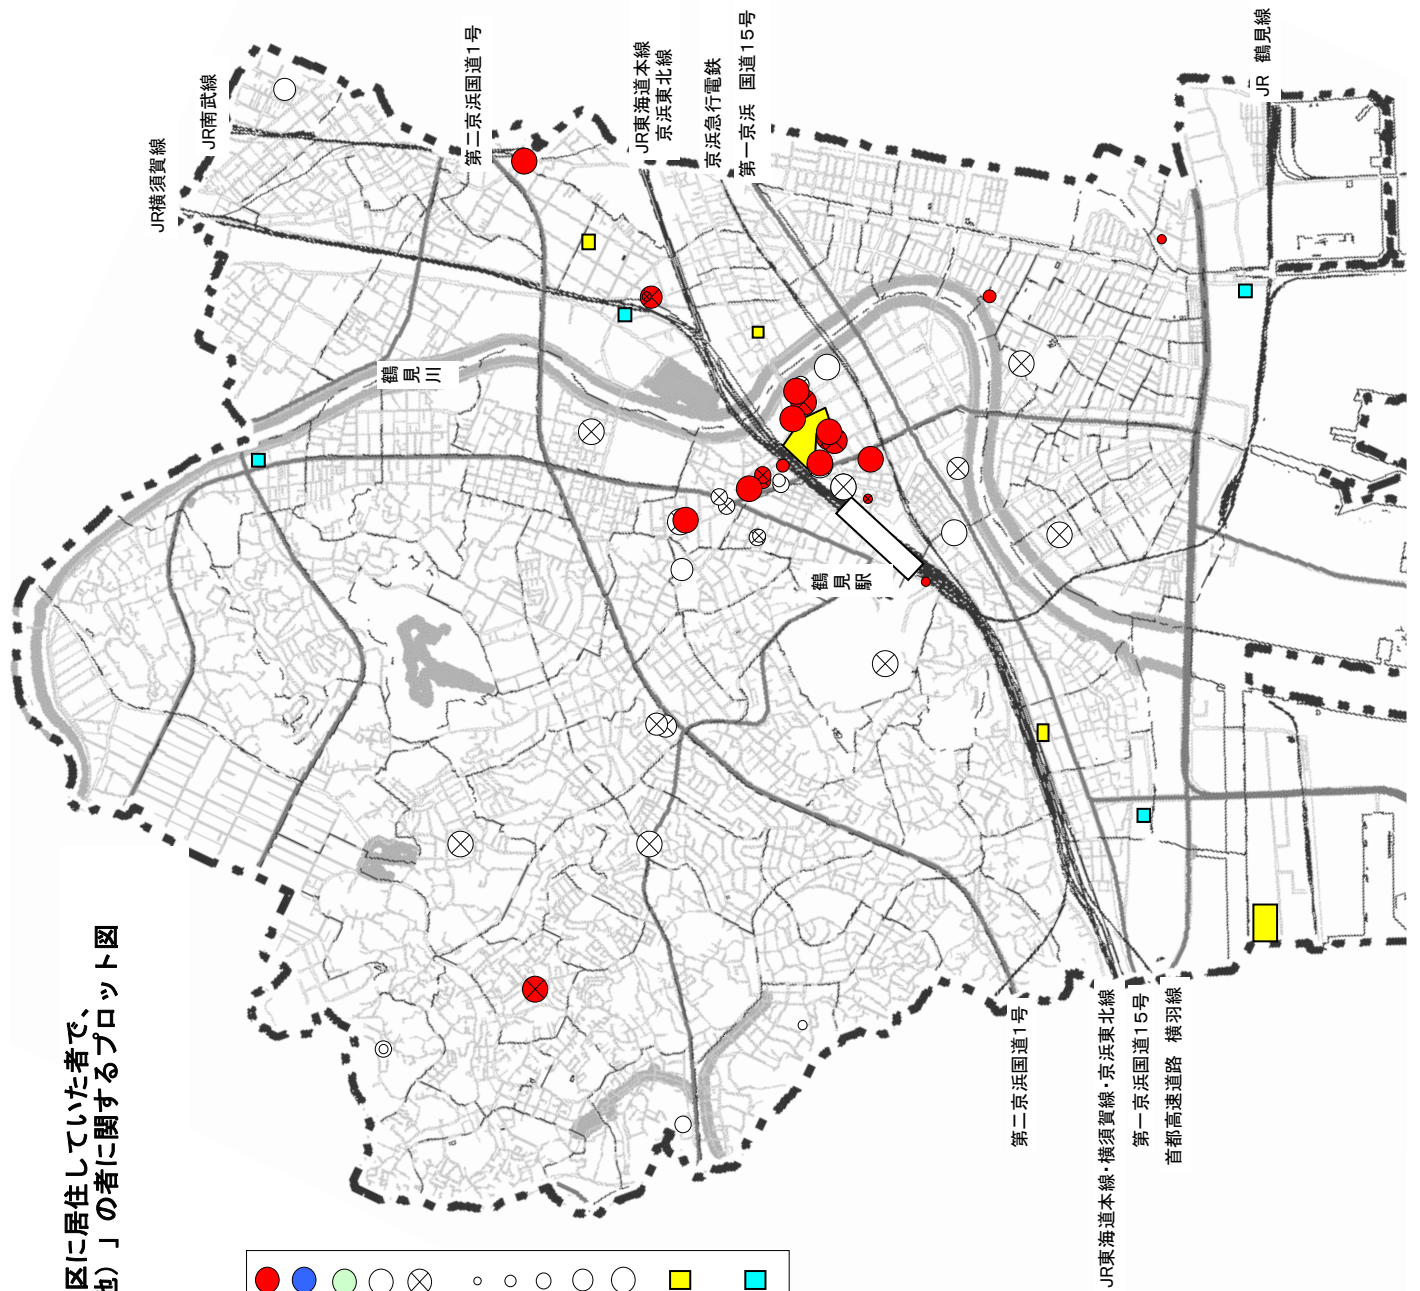 区に居住していた者で、
地）」の者に関するプロット図
JR横須賀線
JR南武線
第二京浜国道1号
JR東海道本線
京浜東北線
京浜急行電鉄
第一京浜　国道15号
JR　鶴見線
鶴見川
鶴見駅
第二京浜国道1号
JR東海道本線・横須賀線・京浜東北線
第一京浜国道15号
首都高速道路　横羽線